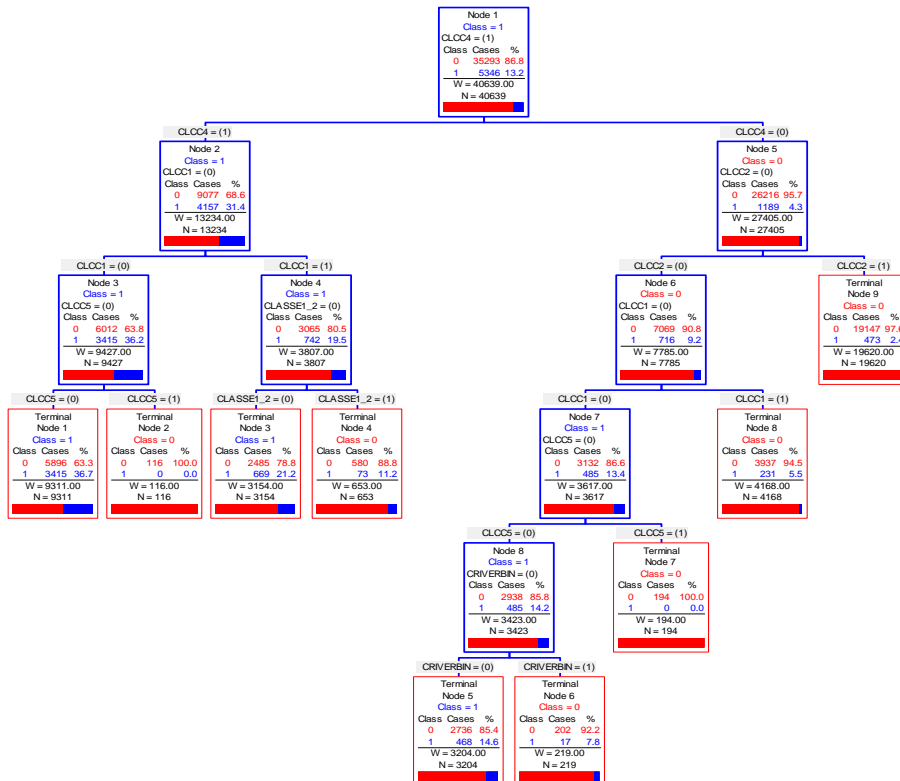 Node 1
Class = 1
CLCC4 = (1)
Class Cases %
0 35293 86.8
1 5346 13.2
W = 40639.00
N = 40639
CLCC4 = (1)
CLCC4 = (0)
Node 2
Class = 1
CLCC1 = (0)
Class Cases %
0 9077 68.6
1 4157 31.4
W = 13234.00
N = 13234
Node 5
Class = 0
CLCC2 = (0)
Class Cases %
0 26216 95.7
1 1189 4.3
W = 27405.00
N = 27405
CLCC1 = (0)
CLCC1 = (1)
CLCC2 = (0)
CLCC2 = (1)
Node 3
Class = 1
CLCC5 = (0)
Class Cases %
0 6012 63.8
1 3415 36.2
W = 9427.00
N = 9427
Node 4
Class = 1
CLASSE1_2 = (0)
Class Cases %
0 3065 80.5
1 742 19.5
W = 3807.00
N = 3807
Node 6
Class = 0
CLCC1 = (0)
Class Cases %
0 7069 90.8
1 716 9.2
W = 7785.00
N = 7785
Terminal
Node 9
Class = 0
Class Cases %
0 19147 97.6
1 473 2.4
W = 19620.00
N = 19620
CLCC5 = (0)
CLCC5 = (1)
CLASSE1_2 = (0)
CLASSE1_2 = (1)
CLCC1 = (0)
CLCC1 = (1)
Terminal
Node 1
Class = 1
Class Cases %
0 5896 63.3
1 3415 36.7
W = 9311.00
N = 9311
Terminal
Node 2
Class = 0
Class Cases %
0 116 100.0
1 0 0.0
W = 116.00
N = 116
Terminal
Node 3
Class = 1
Class Cases %
0 2485 78.8
1 669 21.2
W = 3154.00
N = 3154
Terminal
Node 4
Class = 0
Class Cases %
0 580 88.8
1 73 11.2
W = 653.00
N = 653
Node 7
Class = 1
CLCC5 = (0)
Class Cases %
0 3132 86.6
1 485 13.4
W = 3617.00
N = 3617
Terminal
Node 8
Class = 0
Class Cases %
0 3937 94.5
1 231 5.5
W = 4168.00
N = 4168
CLCC5 = (0)
CLCC5 = (1)
Node 8
Class = 1
CRIVERBIN = (0)
Class Cases %
0 2938 85.8
1 485 14.2
W = 3423.00
N = 3423
Terminal
Node 7
Class = 0
Class Cases %
0 194 100.0
1 0 0.0
W = 194.00
N = 194
CRIVERBIN = (0)
CRIVERBIN = (1)
Terminal
Node 5
Class = 1
Class Cases %
0 2736 85.4
1 468 14.6
W = 3204.00
N = 3204
Terminal
Node 6
Class = 0
Class Cases %
0 202 92.2
1 17 7.8
W = 219.00
N = 219